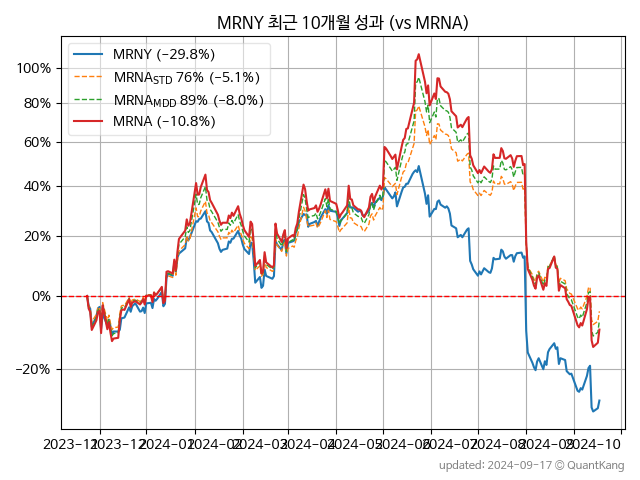 MRNY 최근 10개월 성과 (vs MRNA)
MRNY (−29.8%)
MRNA_STD 76% (−5.1%)
MRNA_MDD 89% (−8.0%)
MRNA (−10.8%)
100%
80%
60%
40%
20%
0%
−20%
2023−11 2023−12 2024−01 2024−02 2024−03 2024−04 2024−05 2024−06 2024−07 2024−08 2024−09 2024−10
updated: 2024−09−17 © QuantKang